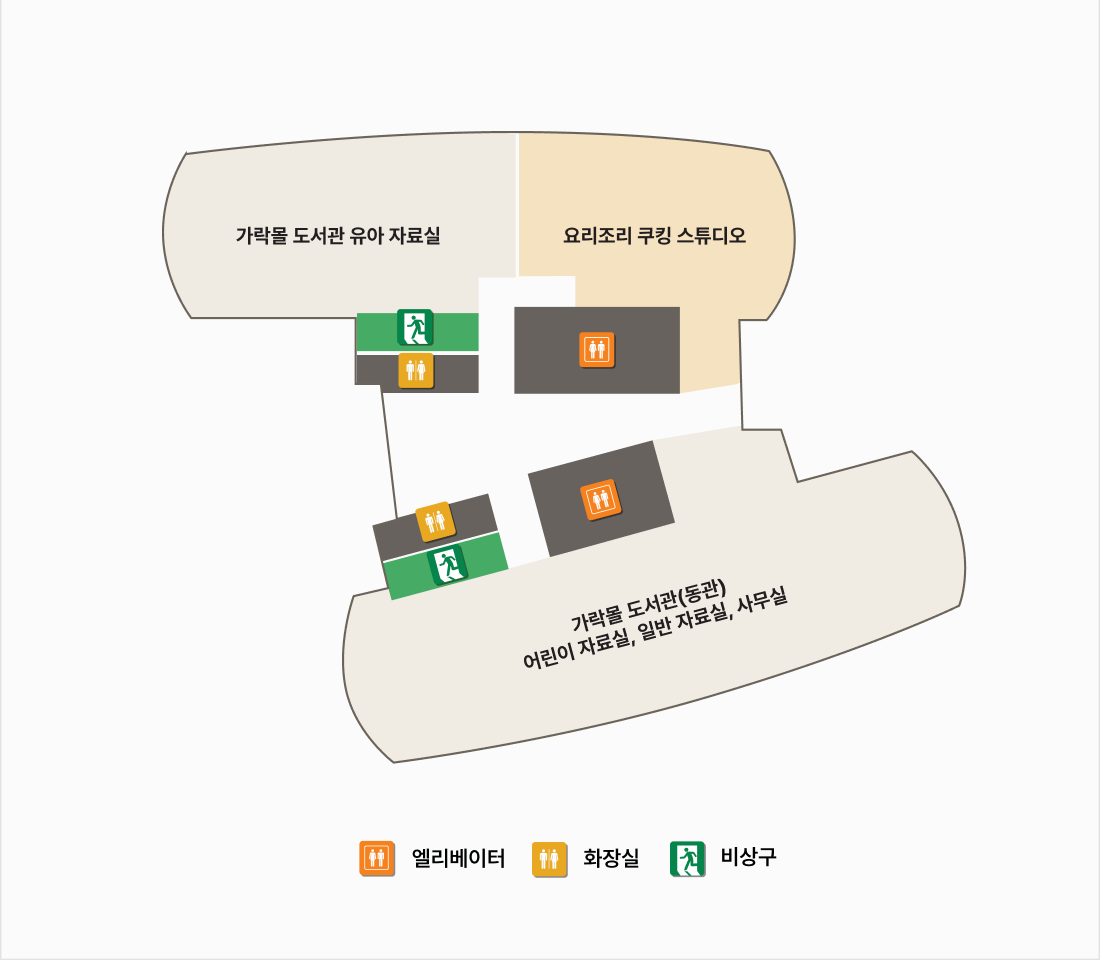 가락몰 도서관 유아 자료실
요리조리 쿠킹 스튜디오
가락몰 도서관(동관)
어린이 자료실, 일반 자료실, 사무실
엘리베이터
화장실
비상구